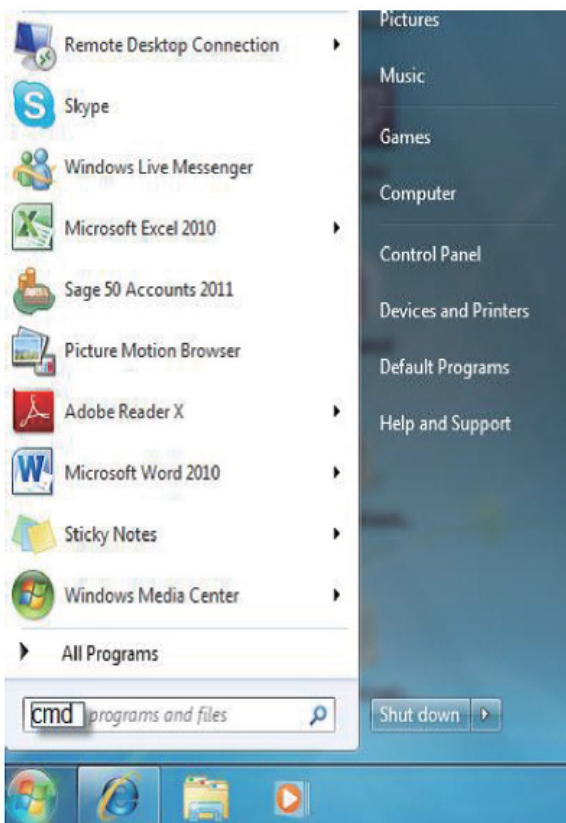 Remote Desktop Connection
Skype
Windows Live Messenger
Microsoft Excel 2010
Sage 50 Accounts 2011
Picture Motion Browser
Adobe Reader X
Microsoft Word 2010
Sticky Notes
Windows Media Center
All Programs
cmd programs and files
Pictures
Music
Games
Computer
Control Panel
Devices and Printers
Default Programs
Help and Support
Shut down